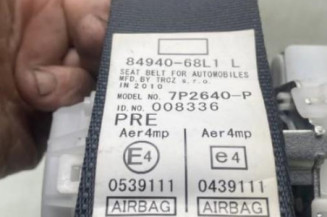 84940-68L1 L
SEAT BELT FOR AUTOMOBILES
MFD.BY TRCZ s.r.o.
IN 2010
MODEL NO. 7P2640-P
ID.NO. 008336
PRE
Aer4mp Aer4mp
E4 e4
0539111 0439111
AIRBAG AIRBAG